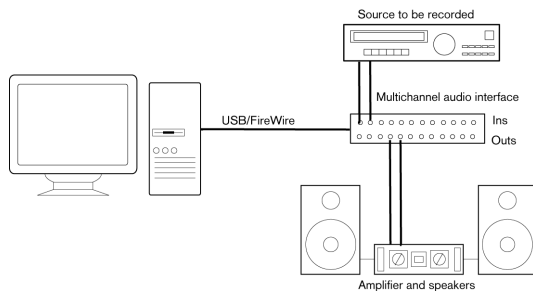 Source to be recorded
Multichannel audio interface
USB/FireWire
Ins
Outs
Amplifier and speakers